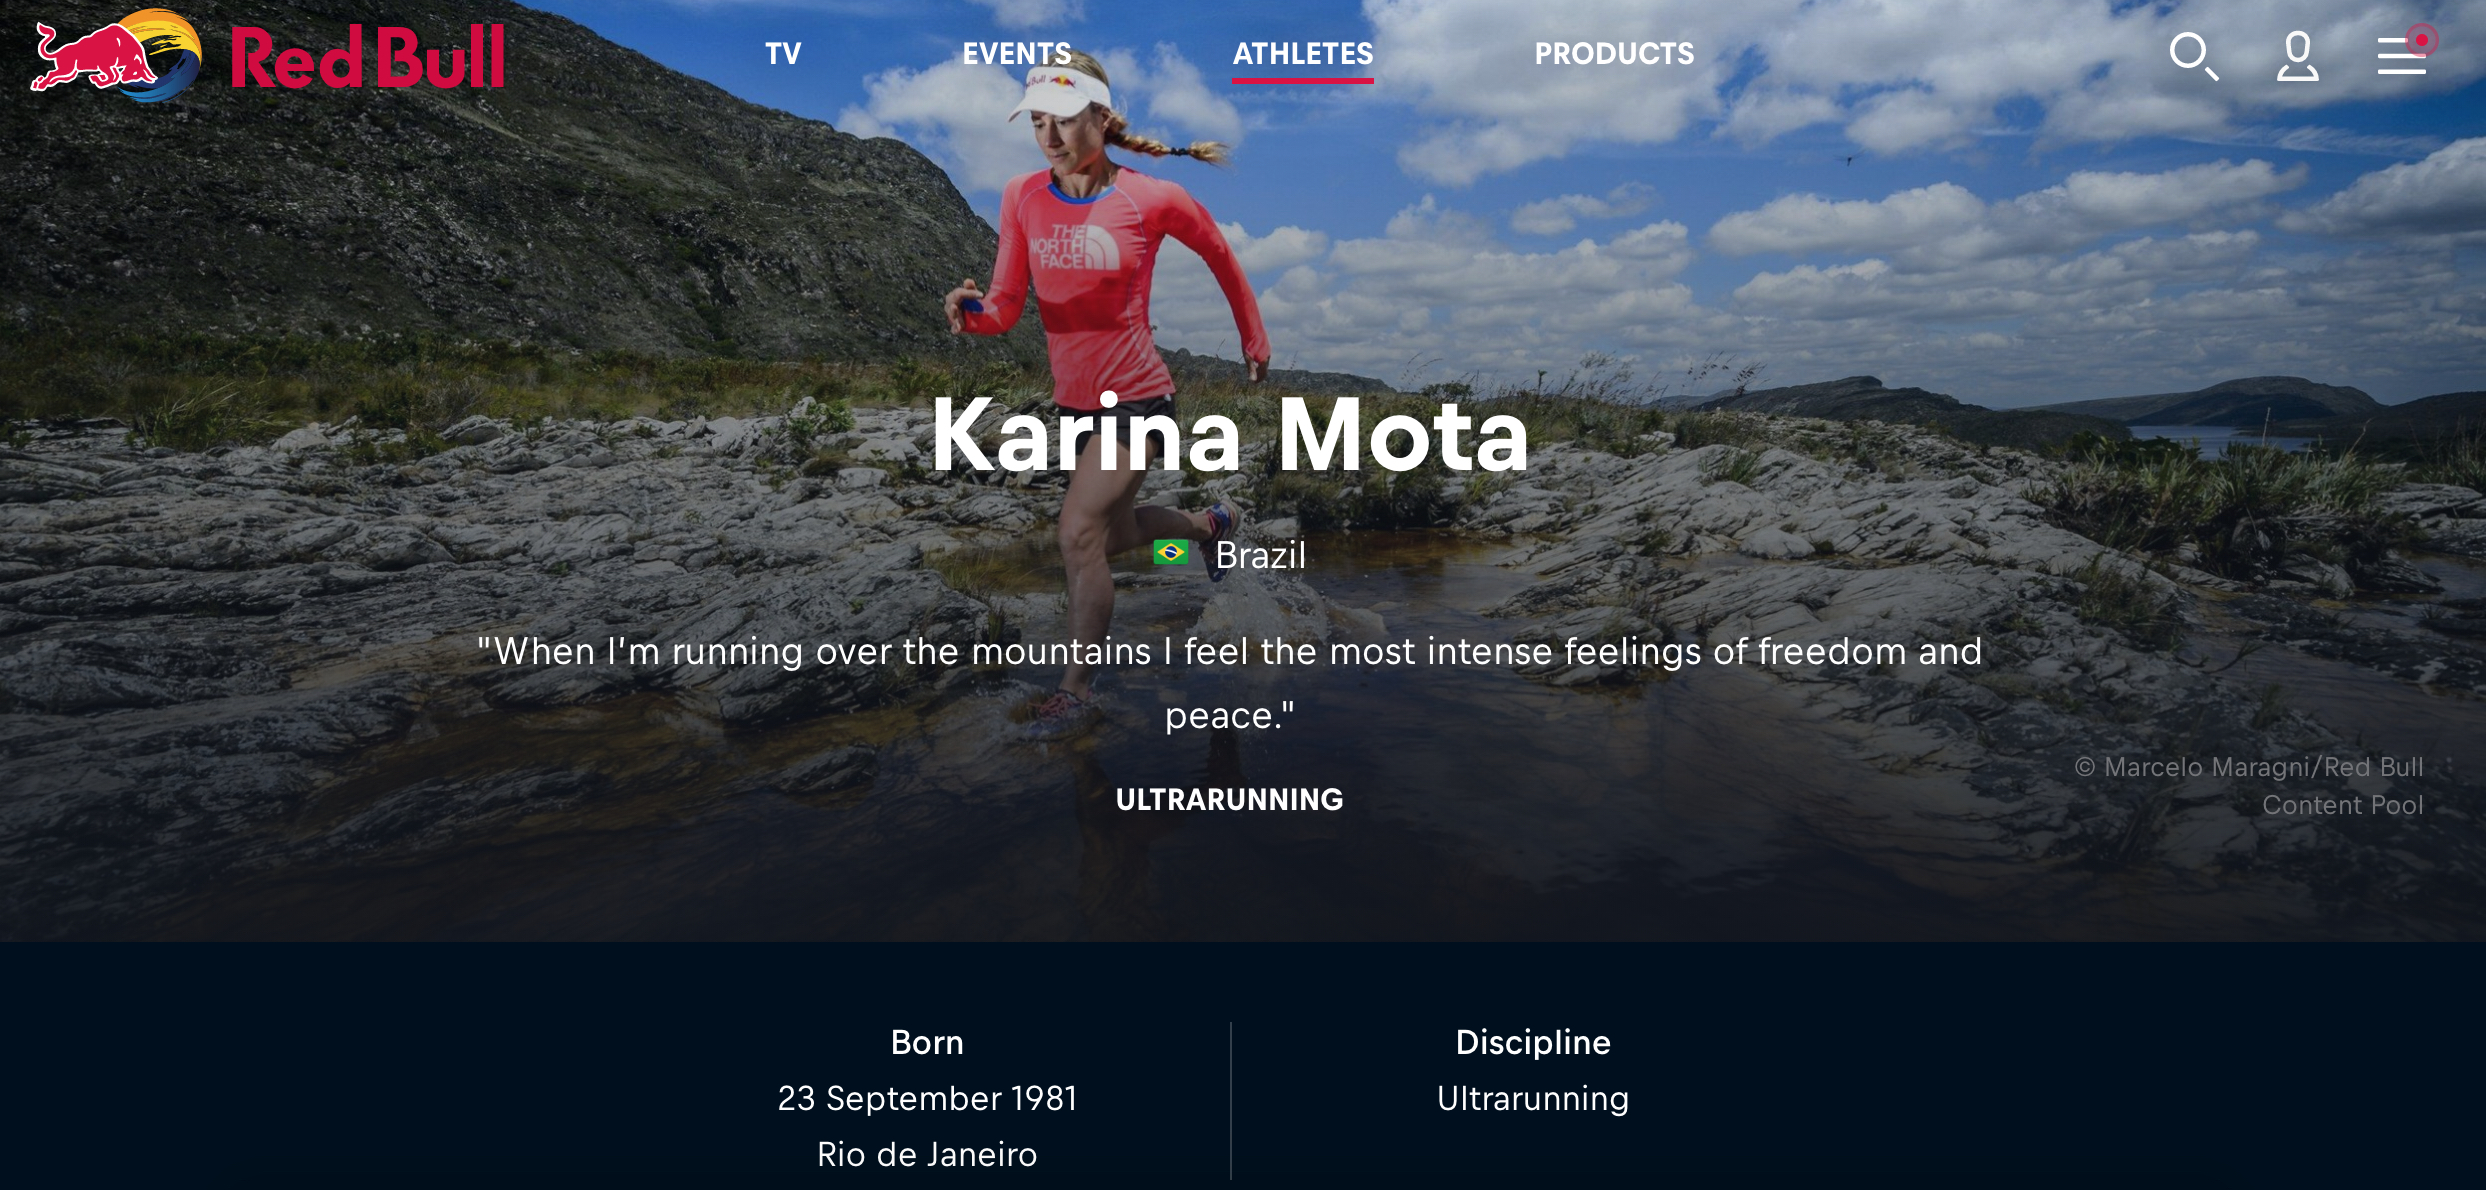 Red Bull
TV
EVENTS
ATHLETES
PRODUCTS
Red Bull
THE
NORTH
FACE
Karina Mota
Brazil
"When I'm running over the mountains I feel the most intense feelings of freedom and
peace."
ULTRARUNNING
© Marcelo Maragni/Red Bull
Content Pool
Born
23 September 1981
Rio de Janeiro
Discipline
Ultrarunning